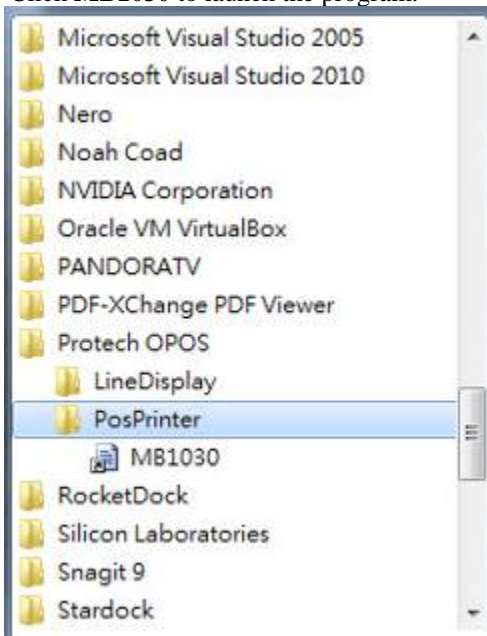 Click MB1030 to launch the program.
Microsoft Visual Studio 2005
Microsoft Visual Studio 2010
Nero
Noah Coad
NVIDIA Corporation
Oracle VM VirtualBox
PANDORATV
PDF-XChange PDF Viewer
Protech OPOS
LineDisplay
PosPrinter
MB1030
RocketDock
Silicon Laboratories
Snagit 9
Stardock